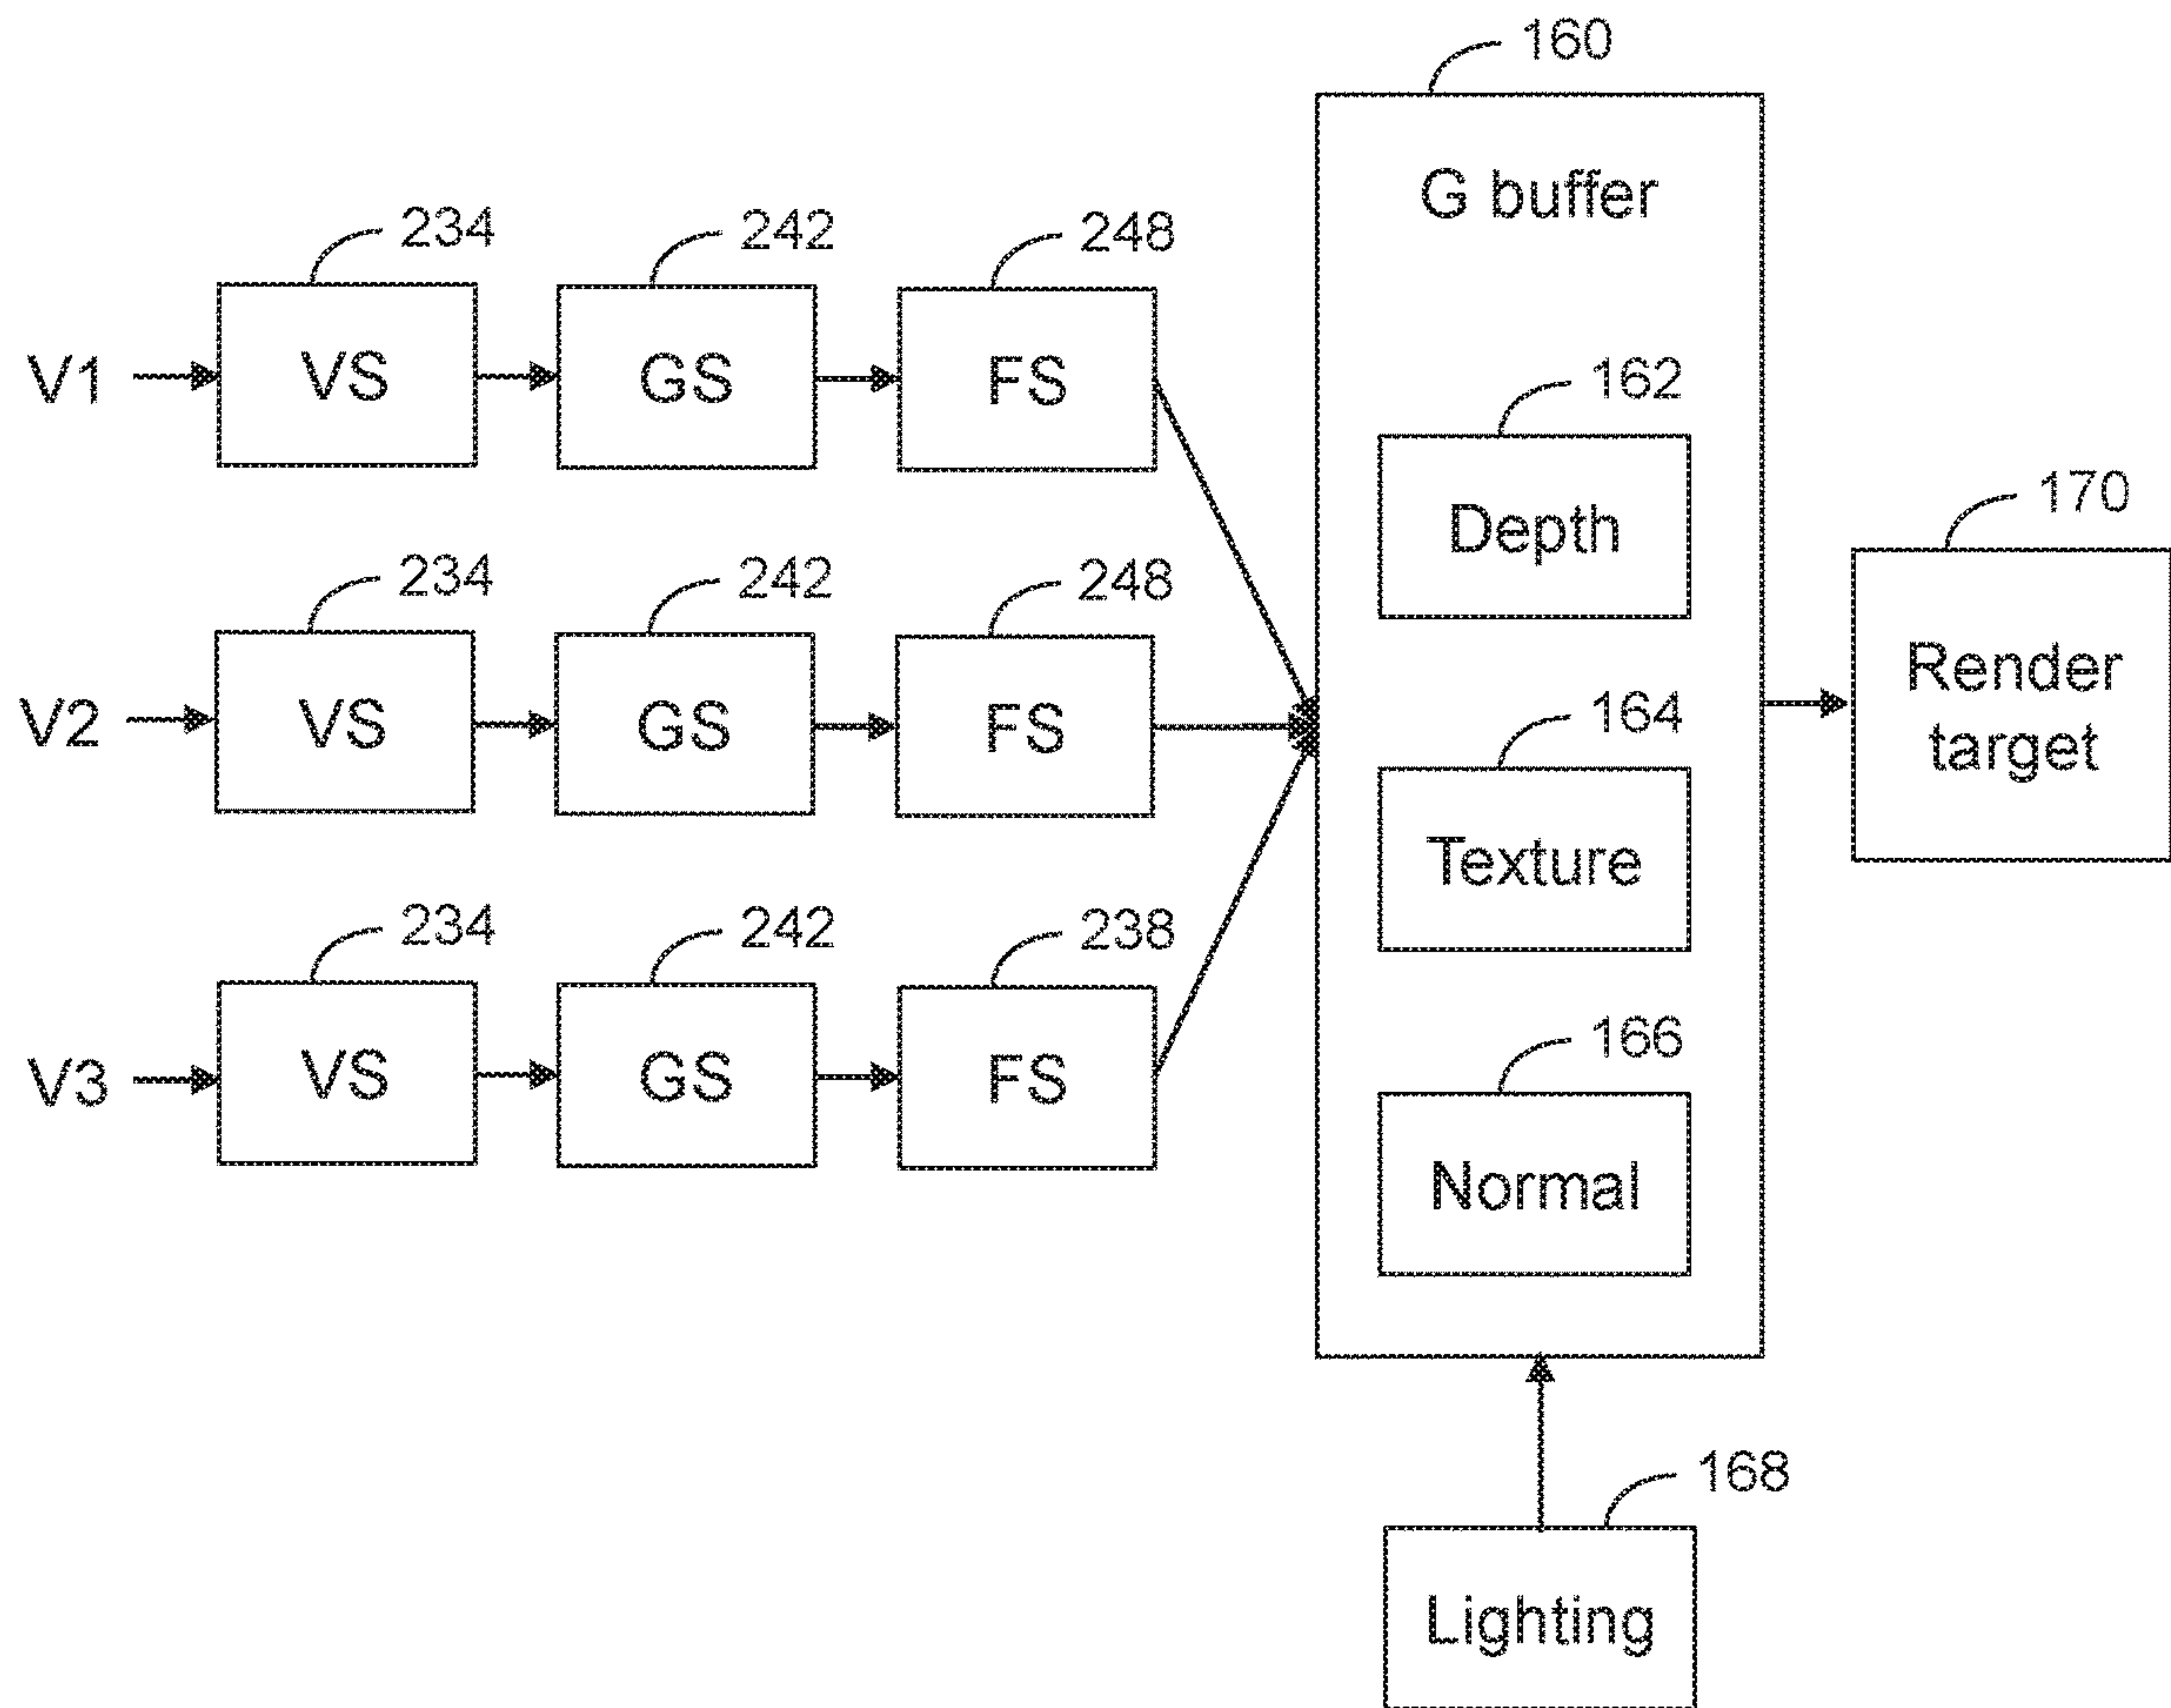 160
G buffer
234
242
248
V1
VS
GS
FS
162
Depth
170
Render
target
234
242
248
V2
VS
GS
FS
164
Texture
234
242
238
V3
VS
GS
FS
166
Normal
168
Lighting